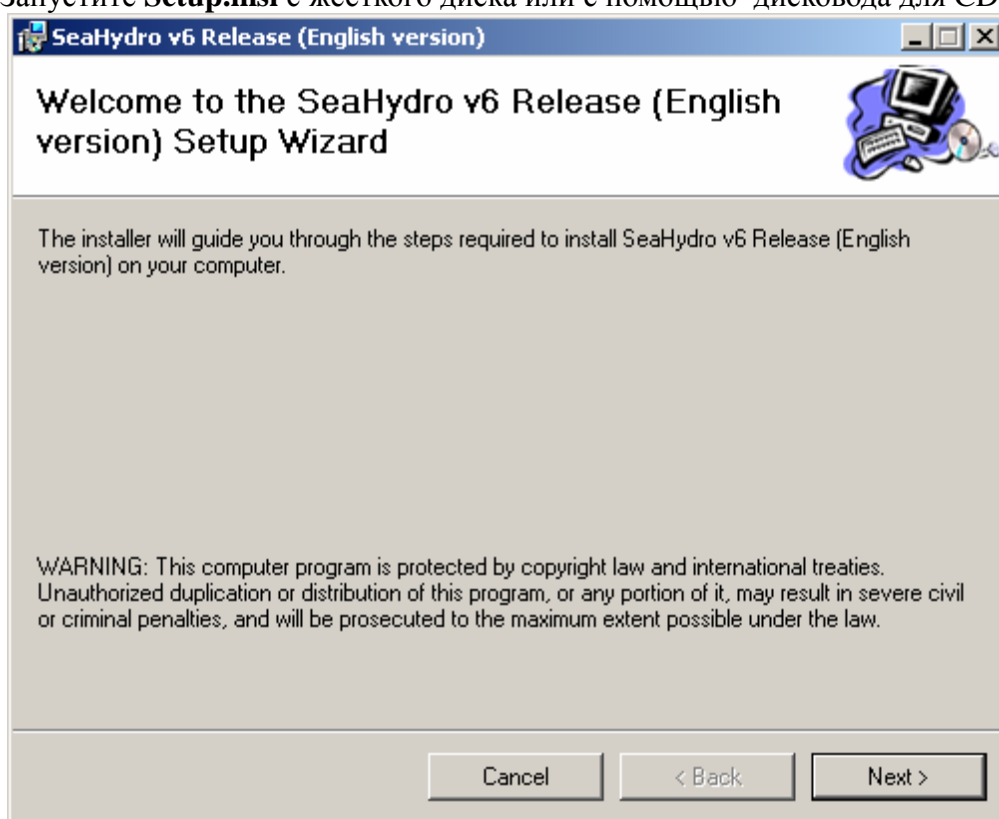 Запустите Setup.msi с жесткого диска или с помощью дисковода для CD
SeaHydro v6 Release (English version)
Welcome to the SeaHydro v6 Release (English
version) Setup Wizard
The installer will guide you through the steps required to install SeaHydro v6 Release (English
version) on your computer.
WARNING: This computer program is protected by copyright law and international treaties.
Unauthorized duplication or distribution of this program, or any portion of it, may result in severe civil
or criminal penalties, and will be prosecuted to the maximum extent possible under the law.
Cancel
< Back
Next >